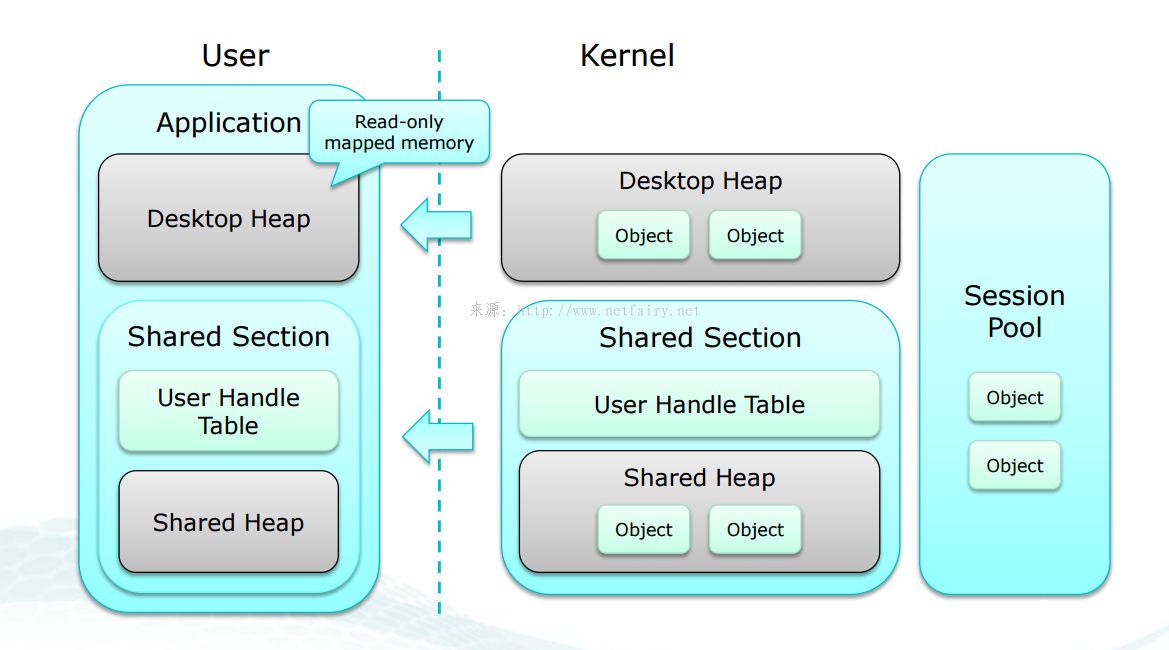 User
Kernel
Application
Read-only
mapped memory
Desktop Heap
Desktop Heap
Object
Object
Shared Section
User Handle
Table
Shared Heap
来源：http://www.netfairy.net
Shared Section
User Handle Table
Shared Heap
Object
Object
Session
Pool
Object
Object